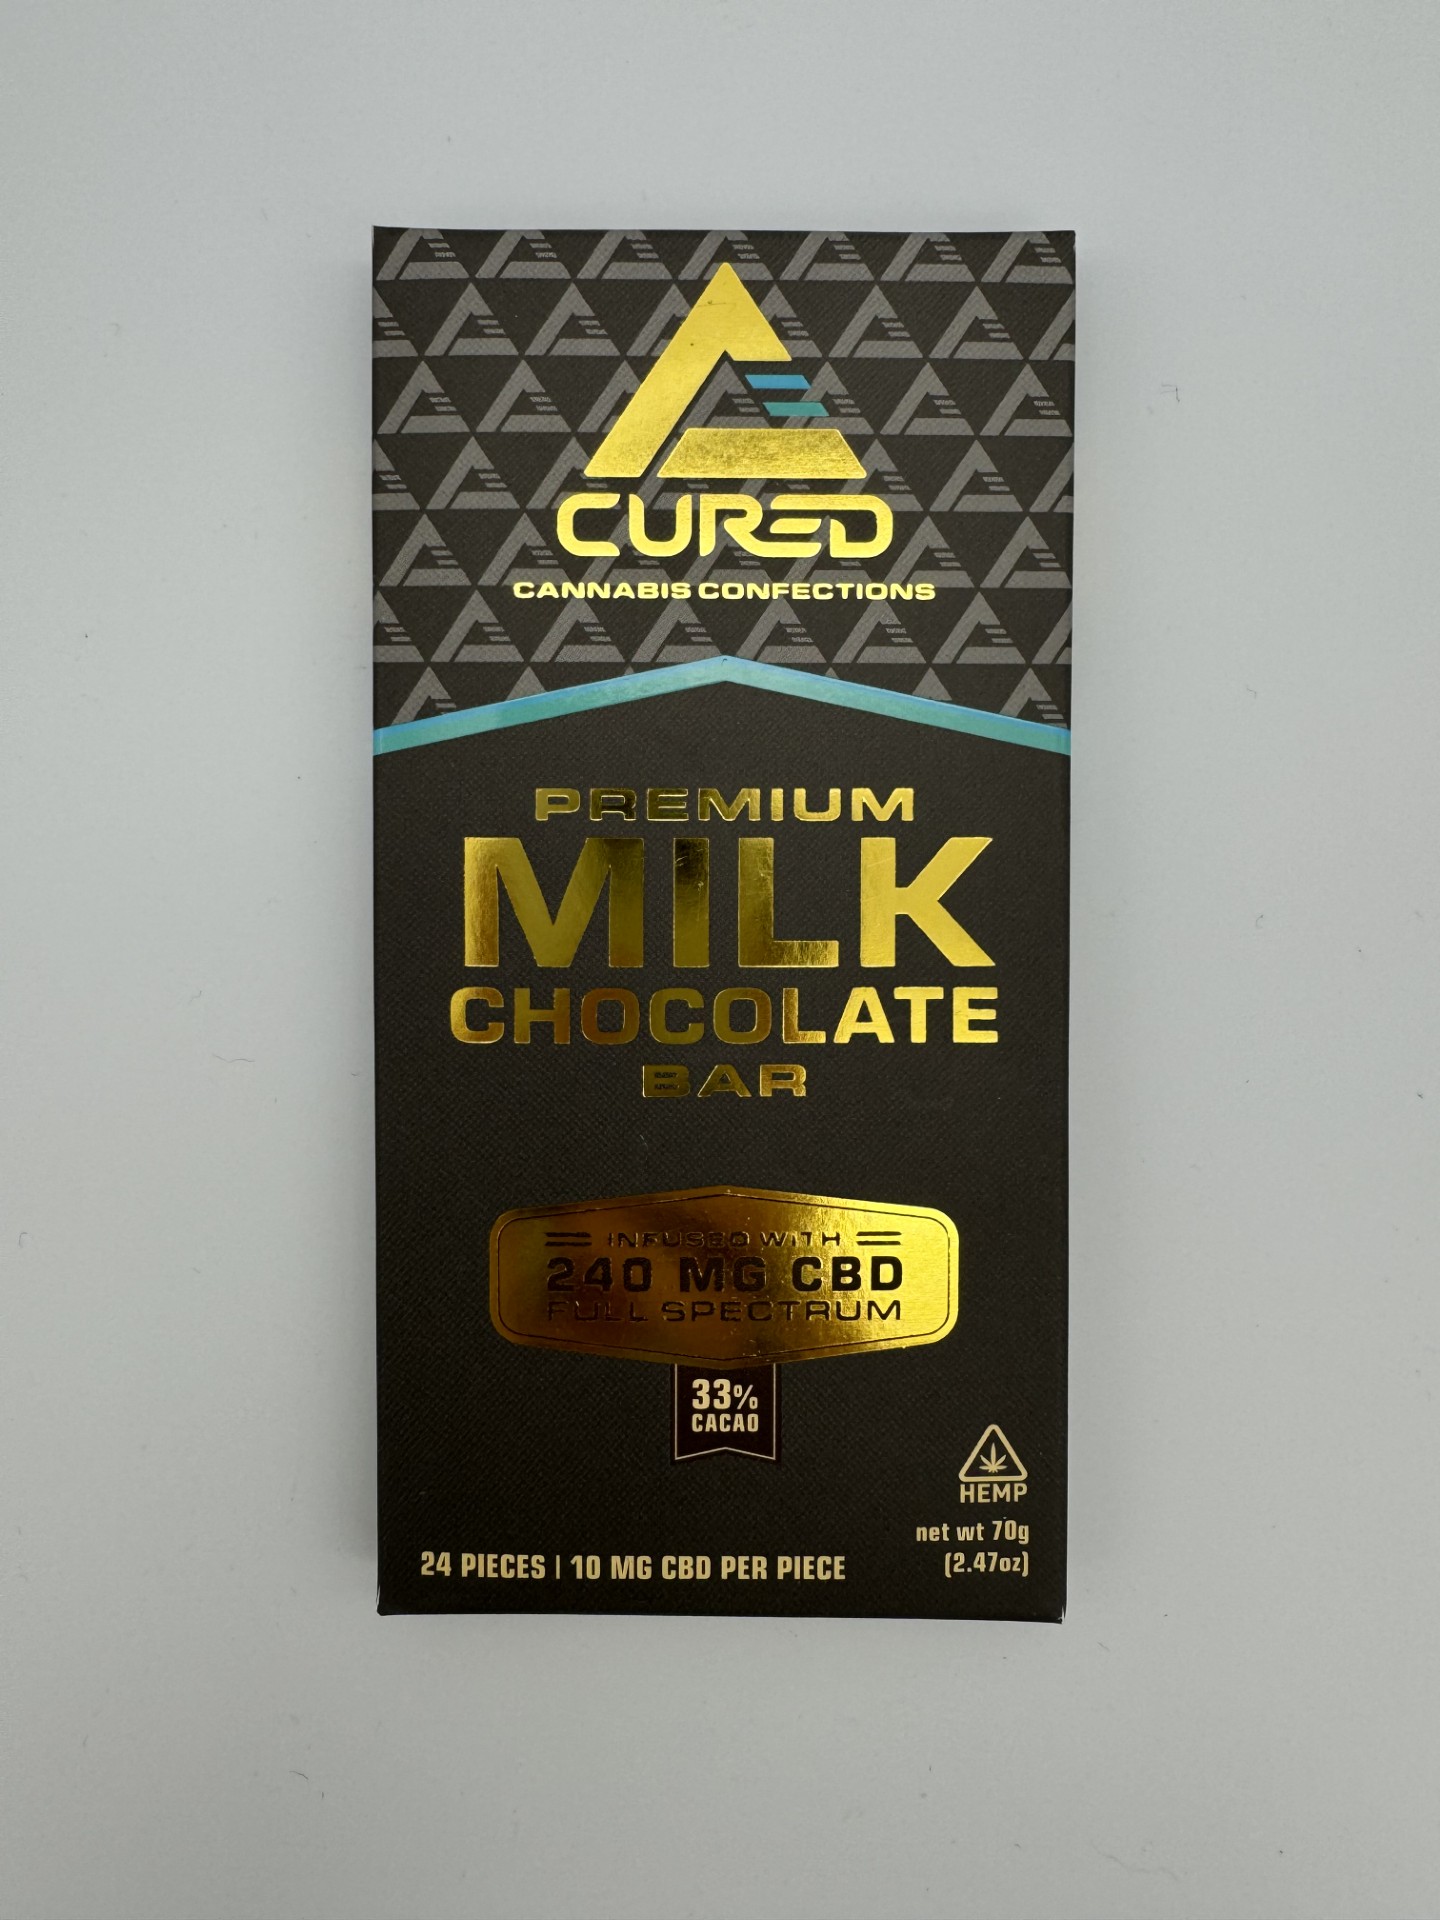 CURED
CANNABIS CONFECTIONS
PREMIUM
MILK
CHOCOLATE
BAR
INFUSED WITH
240 MG CBD
FULL SPECTRUM
33%
CACAO
HEMP
net wt 70g
(2.47oz)
24 PIECES | 10 MG CBD PER PIECE